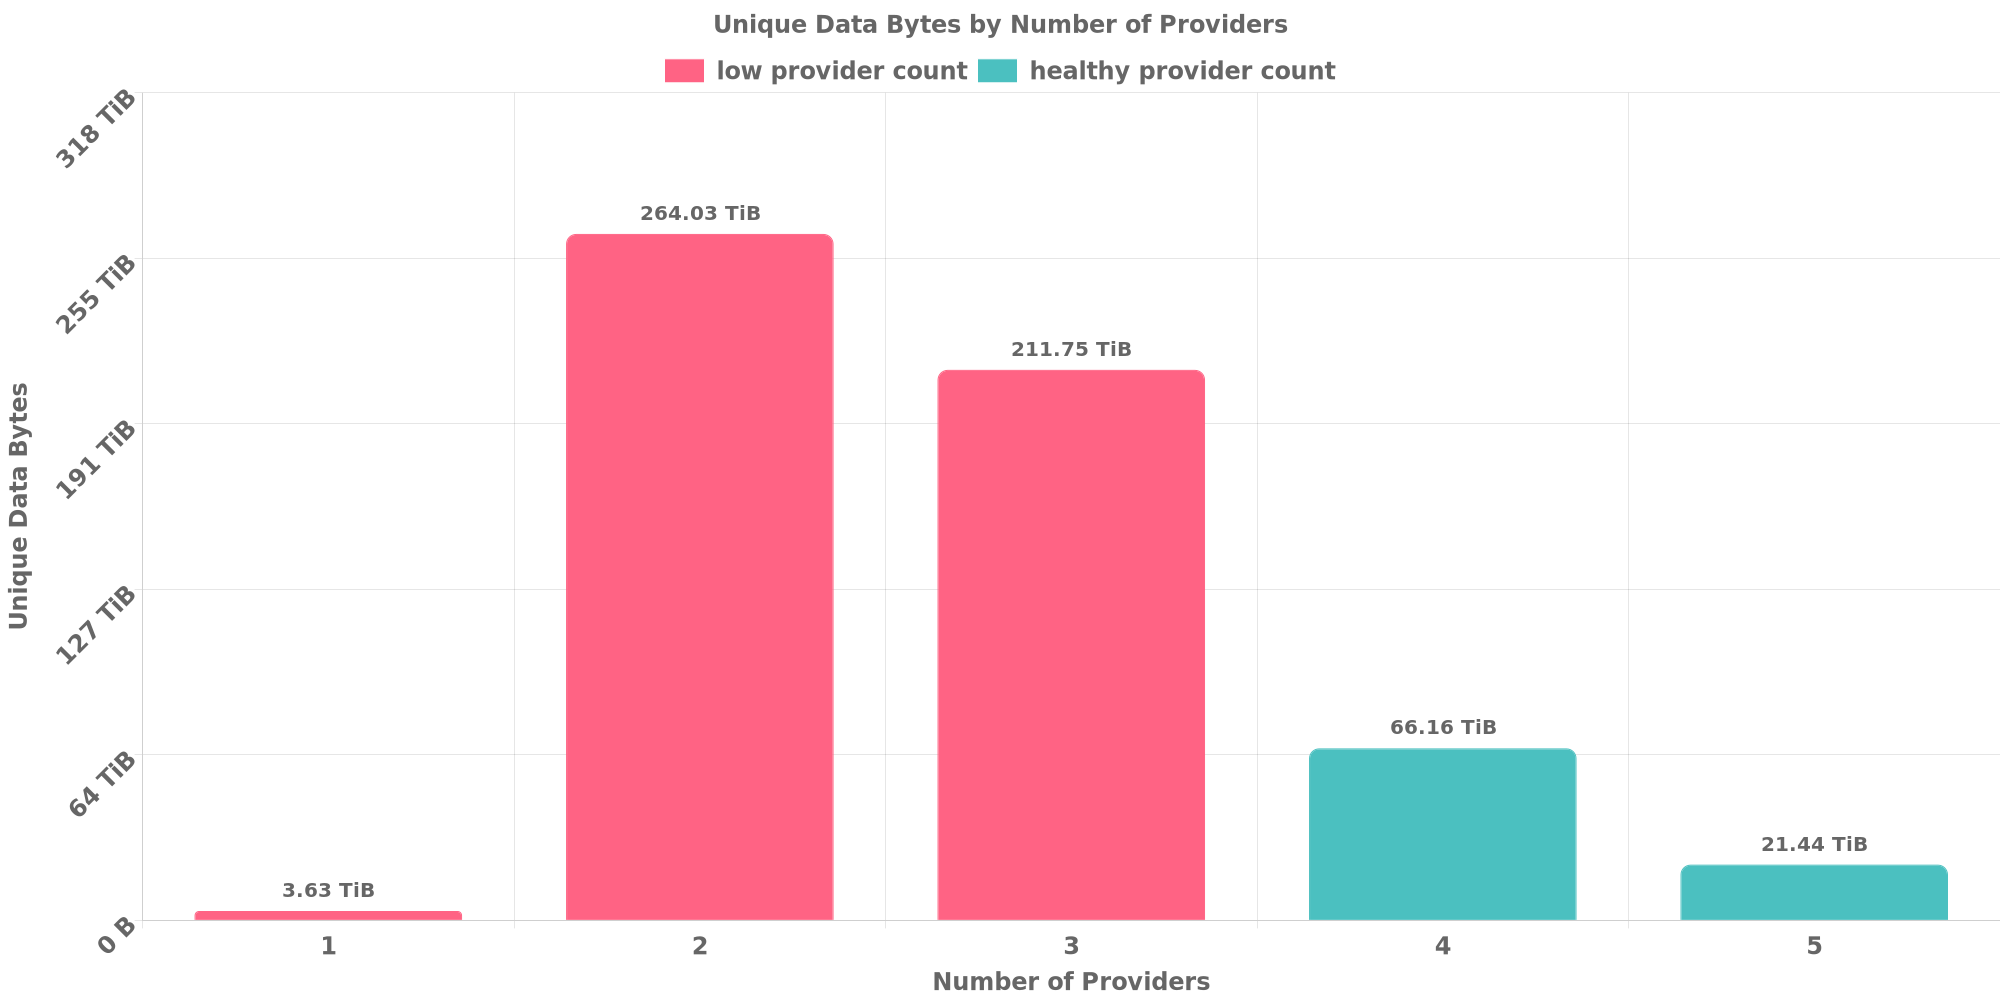 Unique Data Bytes by Number of Providers
low provider count healthy provider count
318 TiB
255 TiB
191 TiB
127 TiB
64 TiB
0 B
Unique Data Bytes
3.63 TiB
264.03 TiB
211.75 TiB
66.16 TiB
21.44 TiB
1 2 3 4 5
Number of Providers